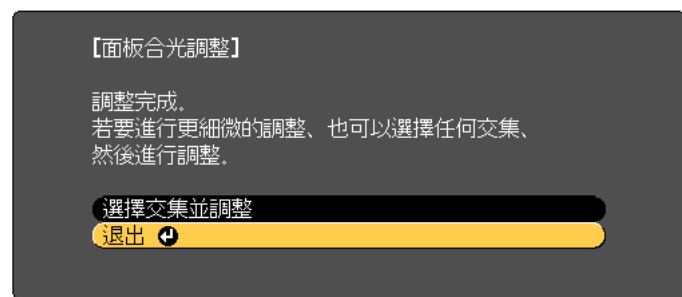 【面板合光調整】
調整完成。
若要進行更細微的調整、也可以選擇任何交集、
然後進行調整。
選擇交集並調整
退出